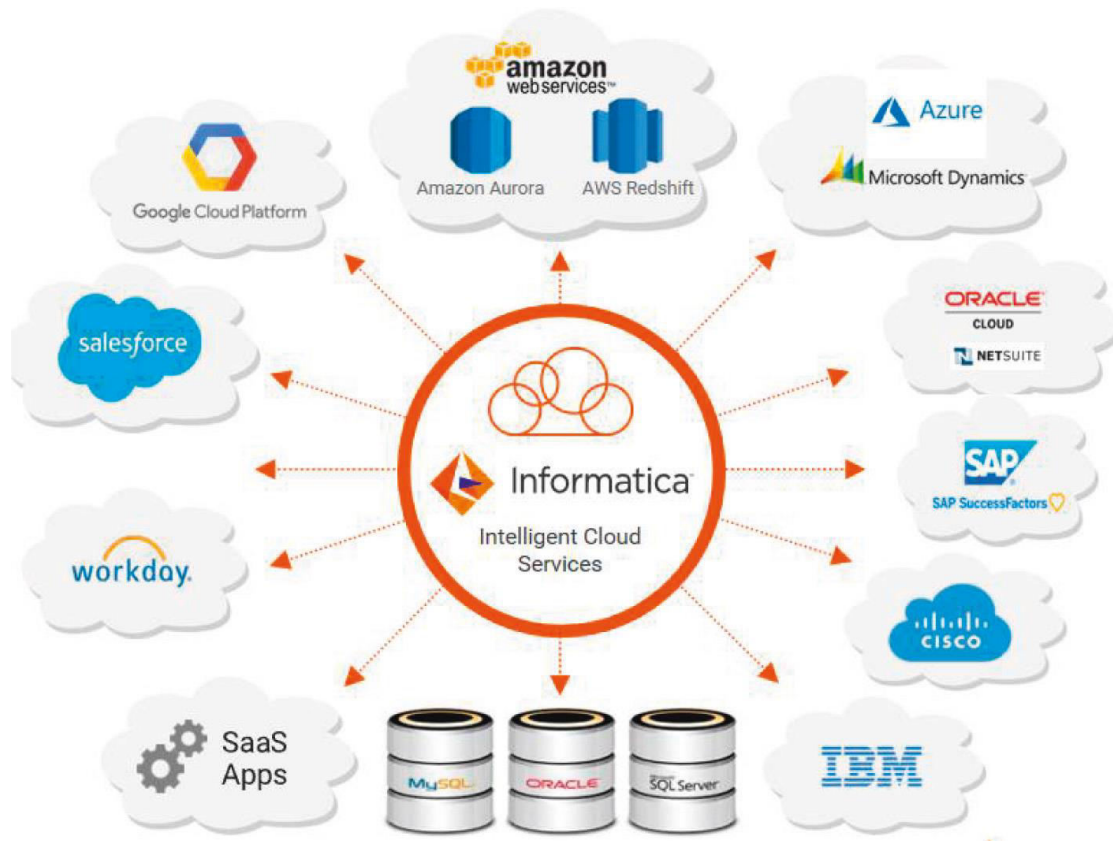 amazon
webservices™
Amazon Aurora
AWS Redshift
Azure
Microsoft Dynamics
Google Cloud Platform
ORACLE
CLOUD
NETSUITE
salesforce
Informatica
Intelligent Cloud
Services
SAP
SAP SuccessFactors
workday.
CISCO
SaaS
Apps
MySQL
ORACLE
Microsoft
SQL Server
IBM